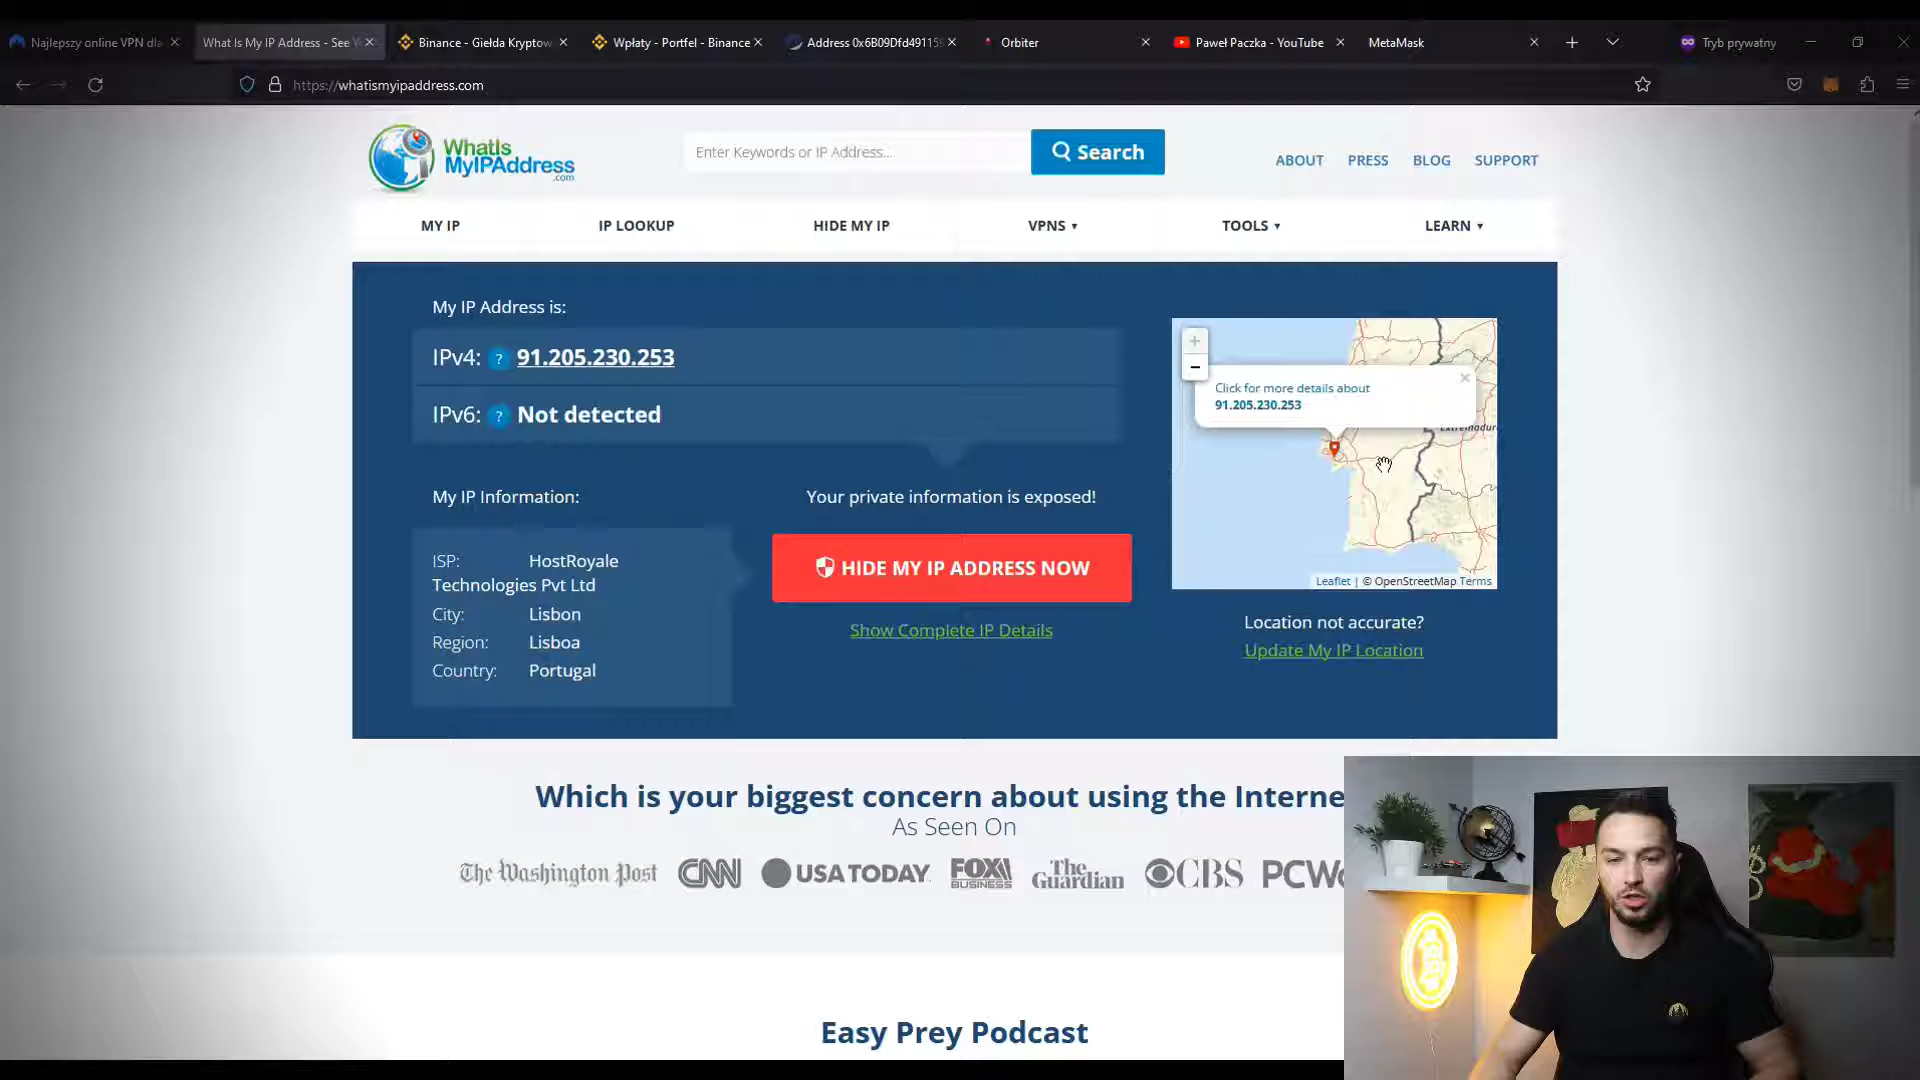 Najlepszy online VPN dla
What Is My IP Address - See Y
Binance - Giełda Kryptow
Wpłaty - Portfel - Binance
Address 0x6B09Dfd491159
Orbiter
Paweł Paczka - YouTube
MetaMask
Tryb prywatny
https://whatismyipaddress.com
WhatIs
MyIPAddress
.com
Enter Keywords or IP Address...
Search
ABOUT
PRESS
BLOG
SUPPORT
MY IP
IP LOOKUP
HIDE MY IP
VPNS
TOOLS
LEARN
My IP Address is:
IPv4: ? 91.205.230.253
IPv6: ? Not detected
Click for more details about
91.205.230.253
Extremadura
My IP Information:
Your private information is exposed!
ISP: HostRoyale
Technologies Pvt Ltd
City: Lisbon
Region: Lisboa
Country: Portugal
HIDE MY IP ADDRESS NOW
Show Complete IP Details
Leaflet | © OpenStreetMap Terms
Location not accurate?
Update My IP Location
Which is your biggest concern about using the Interne
As Seen On
The Washington Post
CNN
USA TODAY
FOX
BUSINESS
The
Guardian
CBS
PCWo
Easy Prey Podcast